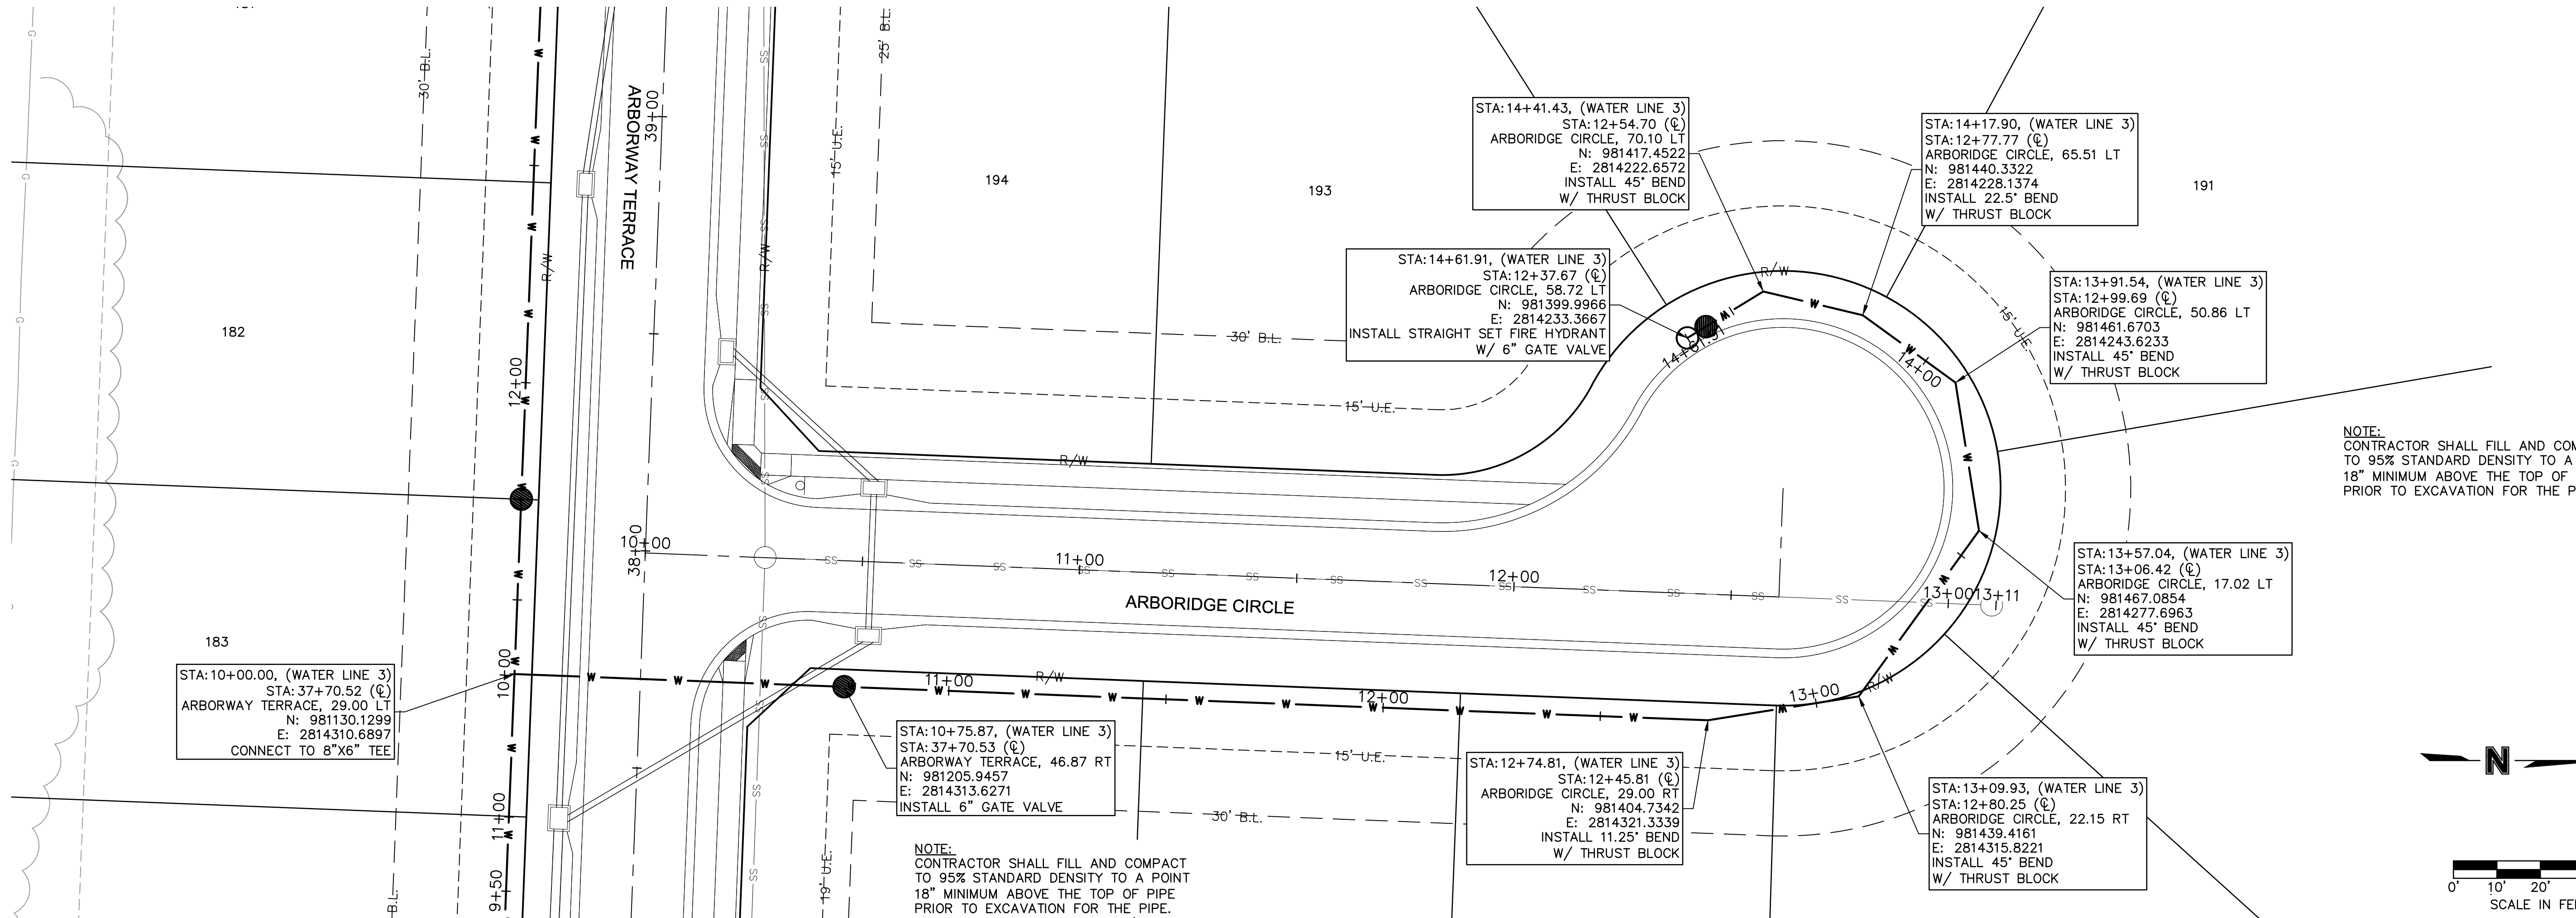 30' B.L.
25' B.L.
15' U.E.
G
G
G
W
R/W
R/W
SS
ARBORWAY TERRACE
39+00
38+00
194
193
191
182
183
12+00
10+00
11+00
9+50
B.L.
STA:14+41.43, (WATER LINE 3)
STA:12+54.70 (℄)
ARBORIDGE CIRCLE, 70.10 LT
N: 981417.4522
E: 2814222.6572
INSTALL 45° BEND
W/ THRUST BLOCK
STA:14+17.90, (WATER LINE 3)
STA:12+77.77 (℄)
ARBORIDGE CIRCLE, 65.51 LT
N: 981440.3322
E: 2814228.1374
INSTALL 22.5° BEND
W/ THRUST BLOCK
STA:14+61.91, (WATER LINE 3)
STA:12+37.67 (℄)
ARBORIDGE CIRCLE, 58.72 LT
N: 981399.9966
E: 2814233.3667
INSTALL STRAIGHT SET FIRE HYDRANT
W/ 6" GATE VALVE
STA:13+91.54, (WATER LINE 3)
STA:12+99.69 (℄)
ARBORIDGE CIRCLE, 50.86 LT
N: 981461.6703
E: 2814243.6233
INSTALL 45° BEND
W/ THRUST BLOCK
R/W
14+61.91
14+00
15' U.E.
30' B.L.
15' U.E.
R/W
NOTE:
CONTRACTOR SHALL FILL AND COM
TO 95% STANDARD DENSITY TO A
18" MINIMUM ABOVE THE TOP OF
PRIOR TO EXCAVATION FOR THE P
10+00
11+00
12+00
13+00
13+11
ARBORIDGE CIRCLE
STA:13+57.04, (WATER LINE 3)
STA:13+06.42 (℄)
ARBORIDGE CIRCLE, 17.02 LT
N: 981467.0854
E: 2814277.6963
INSTALL 45° BEND
W/ THRUST BLOCK
STA:10+00.00, (WATER LINE 3)
STA:37+70.52 (℄)
ARBORWAY TERRACE, 29.00 LT
N: 981130.1299
E: 2814310.6897
CONNECT TO 8"X6" TEE
11+00
R/W
12+00
13+00
R/W
STA:10+75.87, (WATER LINE 3)
STA:37+70.53 (℄)
ARBORWAY TERRACE, 46.87 RT
N: 981205.9457
E: 2814313.6271
INSTALL 6" GATE VALVE
15' U.E.
30' B.L.
19' U.E.
STA:12+74.81, (WATER LINE 3)
STA:12+45.81 (℄)
ARBORIDGE CIRCLE, 29.00 RT
N: 981404.7342
E: 2814321.3339
INSTALL 11.25° BEND
W/ THRUST BLOCK
STA:13+09.93, (WATER LINE 3)
STA:12+80.25 (℄)
ARBORIDGE CIRCLE, 22.15 RT
N: 981439.4161
E: 2814315.8221
INSTALL 45° BEND
W/ THRUST BLOCK
NOTE:
CONTRACTOR SHALL FILL AND COMPACT
TO 95% STANDARD DENSITY TO A POINT
18" MINIMUM ABOVE THE TOP OF PIPE
PRIOR TO EXCAVATION FOR THE PIPE.
N
0' 10' 20'
SCALE IN FE